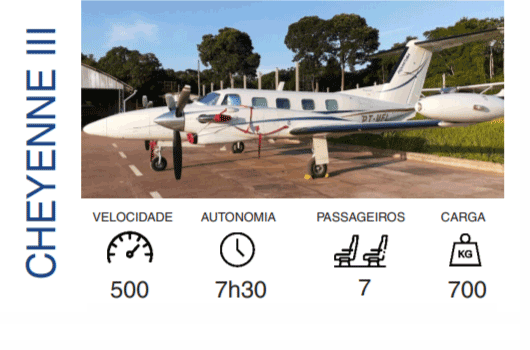 CHEYENNE III
VELOCIDADE
AUTONOMIA
PASSAGEIROS
CARGA
KG
500
7h30
7
700